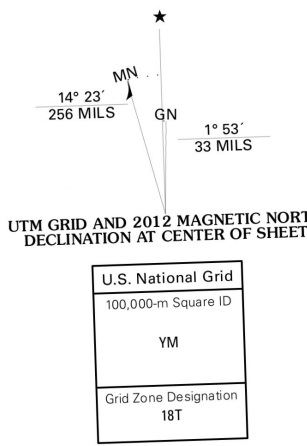 ★
MN
14° 23´
256 MILS
GN
1° 53´
33 MILS
UTM GRID AND 2012 MAGNETIC NORT
DECLINATION AT CENTER OF SHEET
U.S. National Grid
100,000-m Square ID
YM
Grid Zone Designation
18T